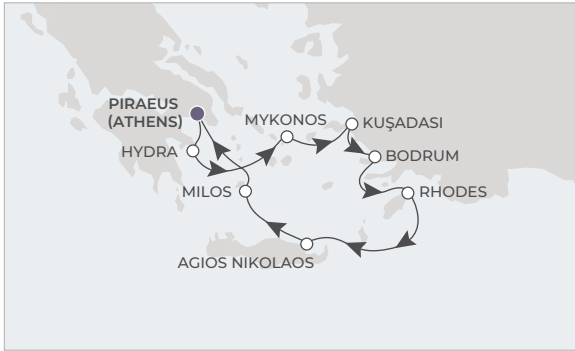 PIRAEUS
(ATHENS)
MYKONOS
KUŞADASI
HYDRA
BODRUM
MILOS
RHODES
AGIOS NIKOLAOS